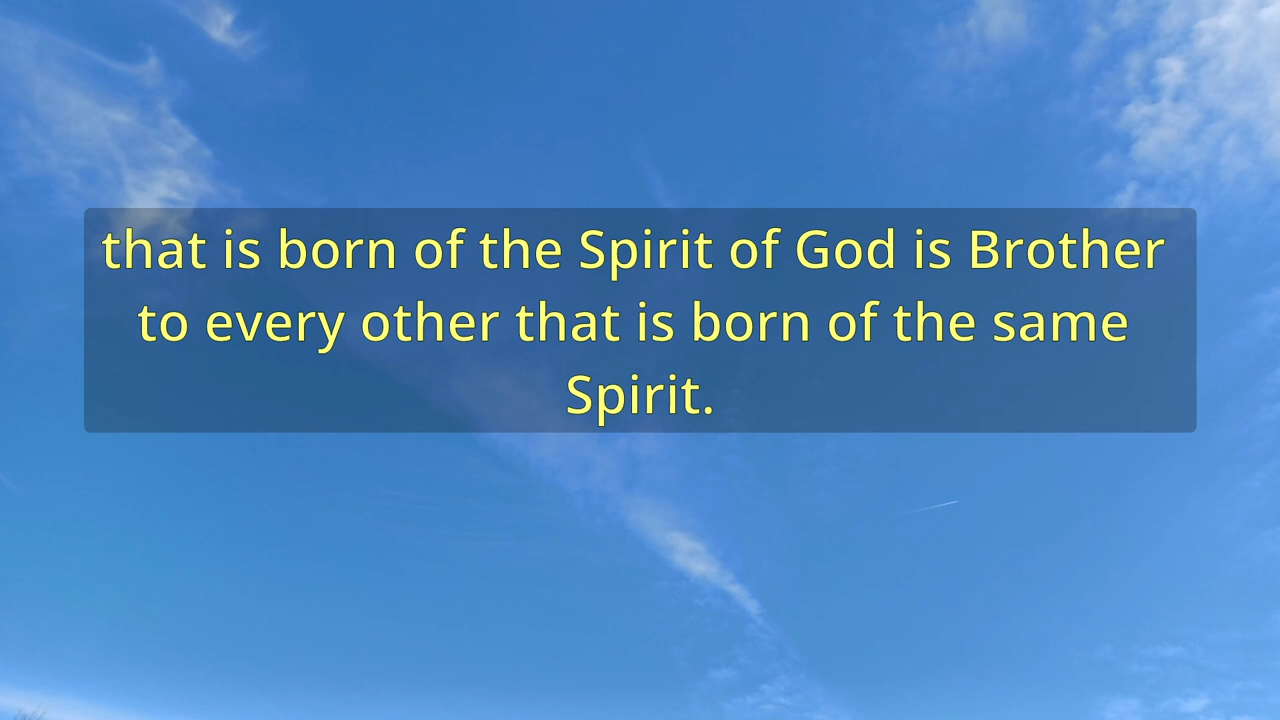 that is born of the Spirit of God is Brother
to every other that is born of the same
Spirit.